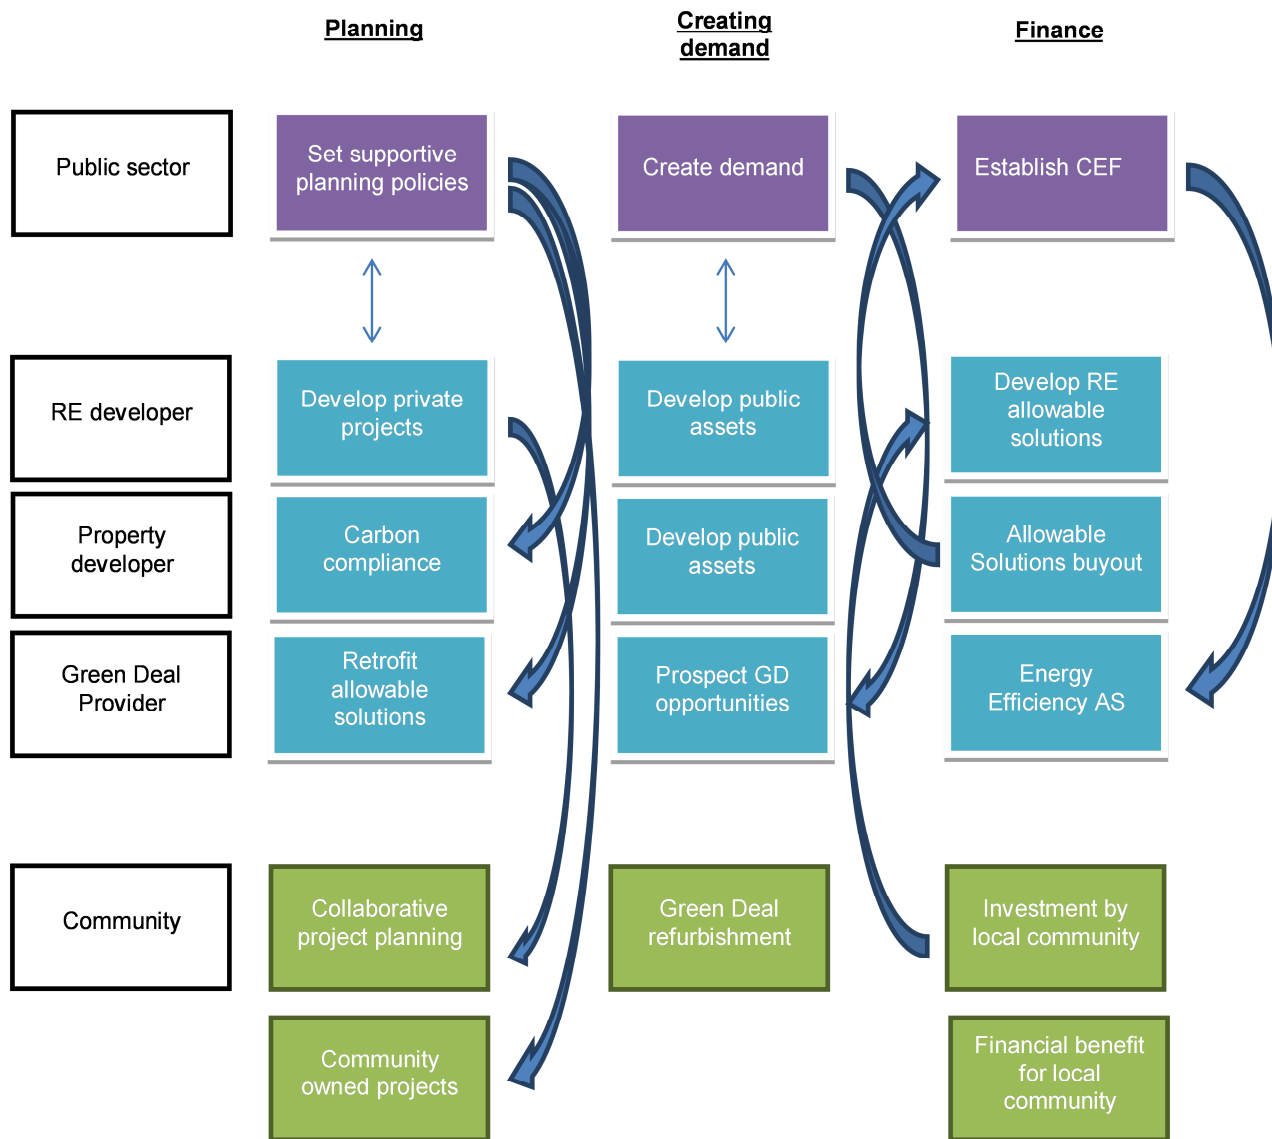 Planning
Creating
demand
Finance
Public sector
Set supportive
planning policies
Create demand
Establish CEF
RE developer
Develop private
projects
Develop public
assets
Develop RE
allowable
solutions
Property
developer
Carbon
compliance
Develop public
assets
Allowable
Solutions buyout
Green Deal
Provider
Retrofit
allowable
solutions
Prospect GD
opportunities
Energy
Efficiency AS
Community
Collaborative
project planning
Green Deal
refurbishment
Investment by
local community
Community
owned projects
Financial benefit
for local
community